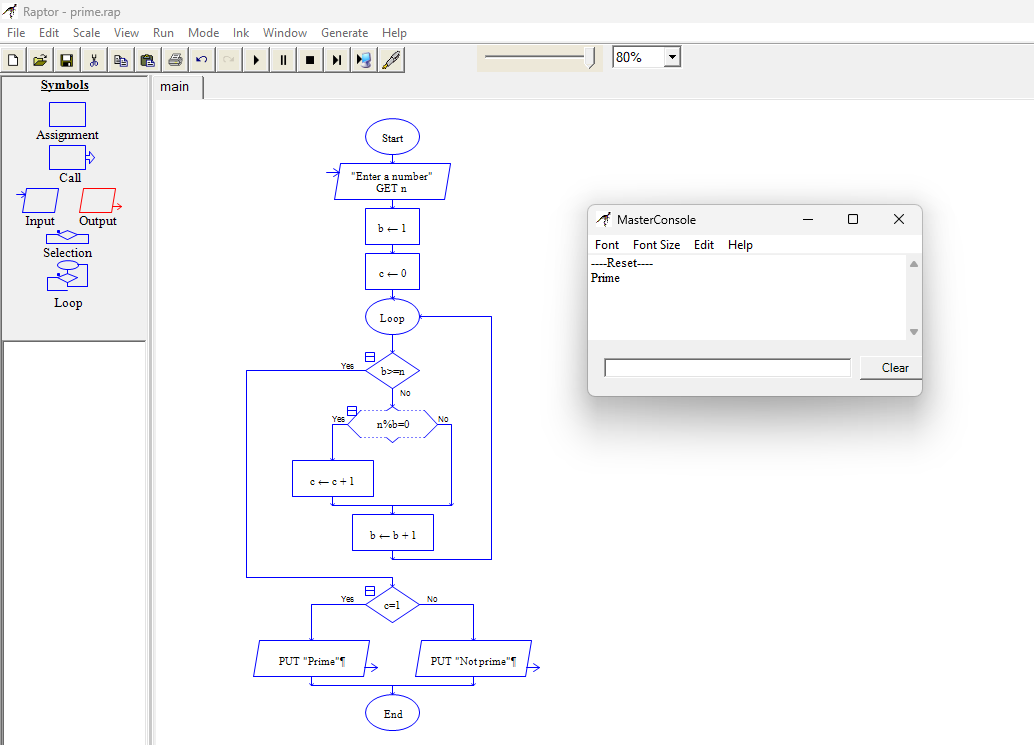 Raptor - prime.rap
File Edit Scale View Run Mode Ink Window Generate Help
80%
Symbols
Assignment
Call
Input Output
Selection
Loop
main
Start
"Enter a number"
GET n
b ← 1
c ← 0
Loop
Yes
b>=n
No
Yes
n%b=0
No
c ← c + 1
b ← b + 1
Yes
c=1
No
PUT "Prime"¶
PUT "Not prime"¶
End
MasterConsole
Font Font Size Edit Help
----Reset----
Prime
Clear